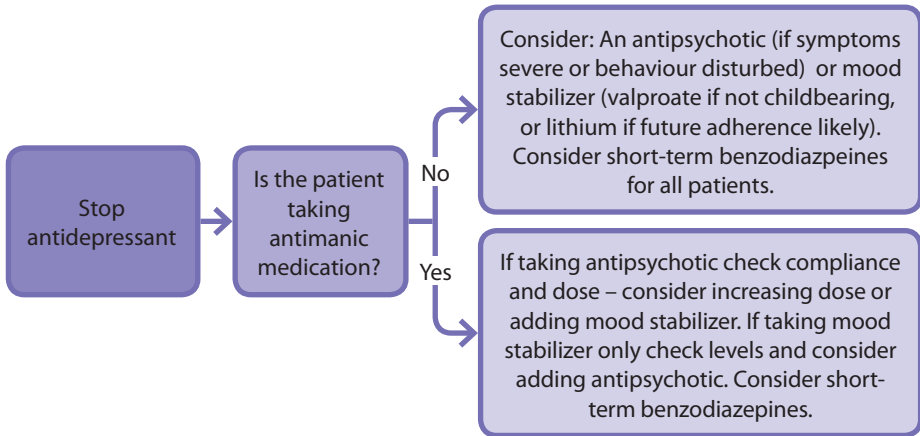 Stop
antidepressant
Is the patient
taking
antimanic
medication?
No
Consider: An antipsychotic (if symptoms
severe or behaviour disturbed) or mood
stabilizer (valproate if not childbearing,
or lithium if future adherence likely).
Consider short-term benzodiazpeines
for all patients.
Yes
If taking antipsychotic check compliance
and dose – consider increasing dose or
adding mood stabilizer. If taking mood
stabilizer only check levels and consider
adding antipsychotic. Consider short-
term benzodiazepines.